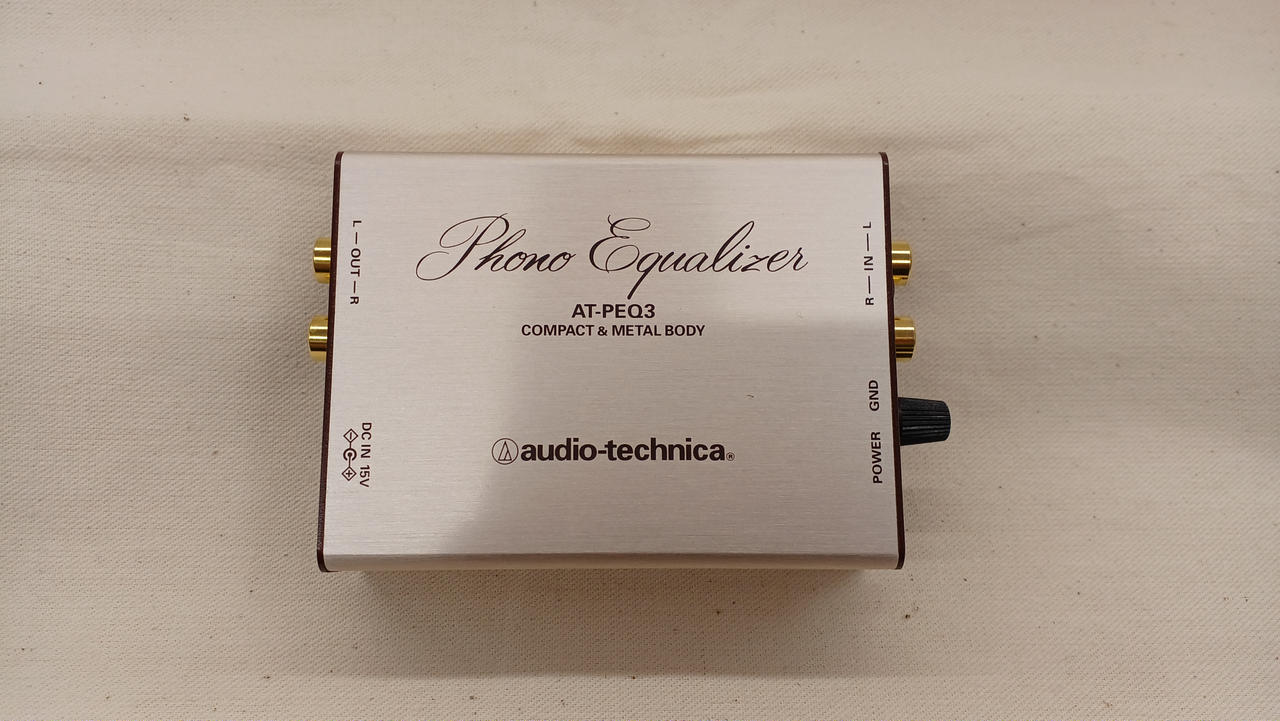 Phono Equalizer
AT-PEQ3
COMPACT & METAL BODY
audio-technica®
L — OUT — R
DC IN 15V
R — IN — L
GND
POWER